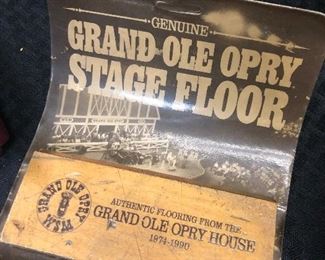 GENUINE
GRAND OLE OPRY
STAGE FLOOR
GRAND OLE OPRY
WSM
AUTHENTIC FLOORING FROM THE
GRAND OLE OPRY HOUSE
1974-1990